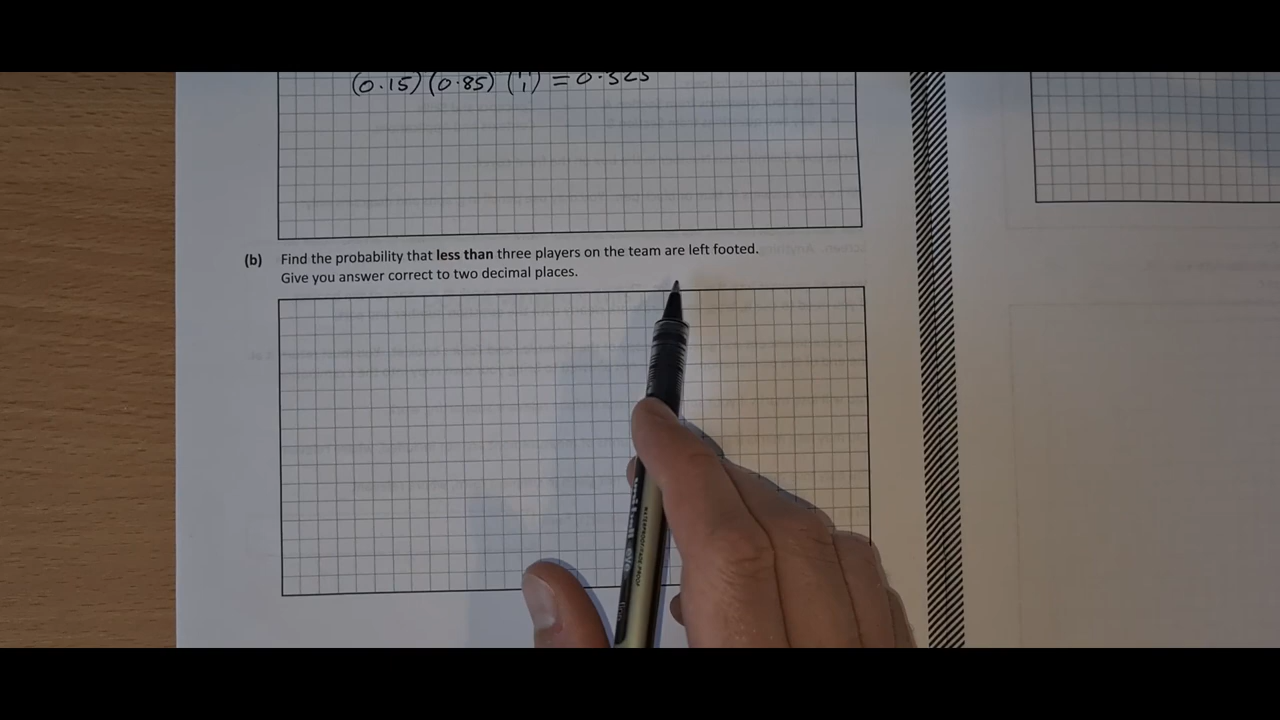 (0.15)(0.85) (11 1) = 0.325
(b) Find the probability that less than three players on the team are left footed.
Give you answer correct to two decimal places.